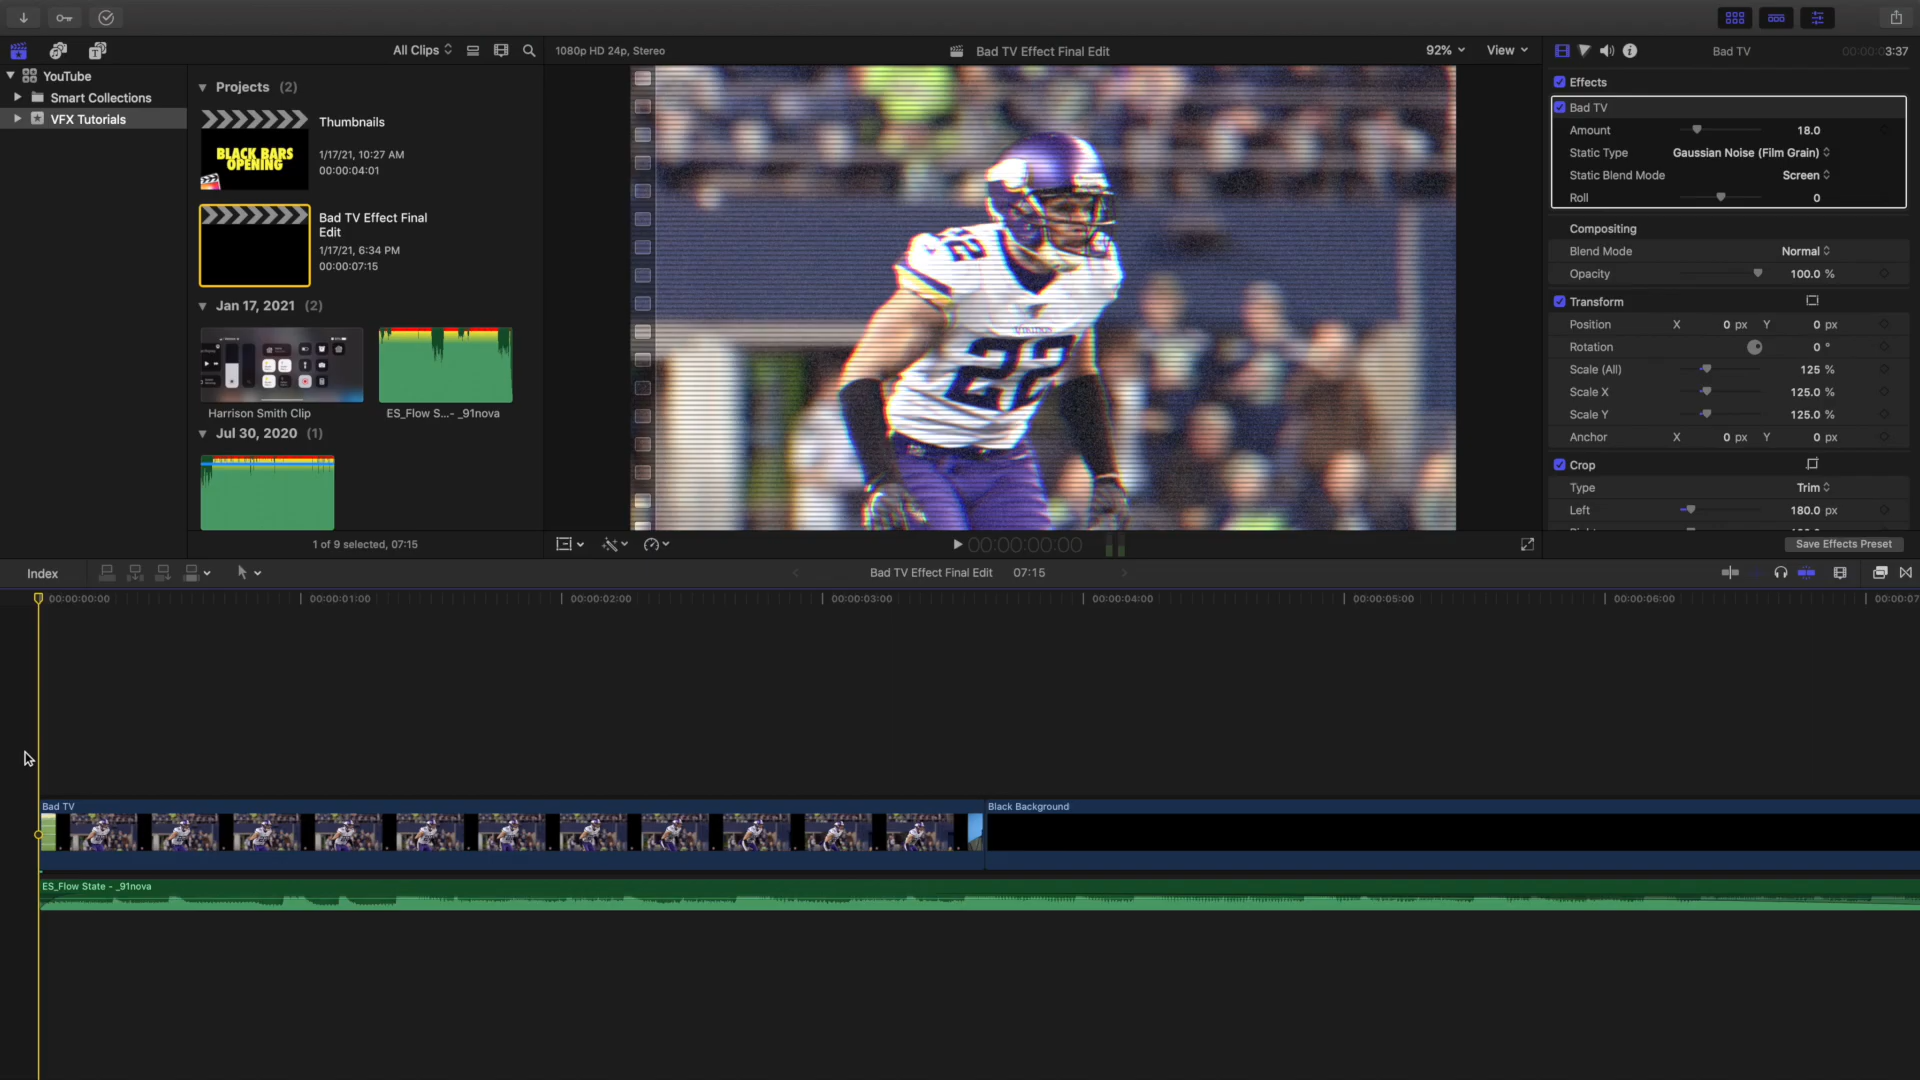 All Clips
1080p HD 24p, Stereo
Bad TV Effect Final Edit
92%
View
Bad TV
00:00:03:37
YouTube
Smart Collections
VFX Tutorials
Projects (2)
Thumbnails
1/17/21, 10:27 AM
00:00:04:01
BLACK BARS
OPENING
Bad TV Effect Final
Edit
1/17/21, 6:34 PM
00:00:07:15
Jan 17, 2021 (2)
Harrison Smith Clip
ES_Flow S...- _91nova
Jul 30, 2020 (1)
1 of 9 selected, 07:15
VIKINGS
22
22
00:00:00:00
Effects
Bad TV
Amount 18.0
Static Type Gaussian Noise (Film Grain)
Static Blend Mode Screen
Roll 0
Compositing
Blend Mode Normal
Opacity 100.0 %
Transform
Position X 0 px Y 0 px
Rotation 0 °
Scale (All) 125 %
Scale X 125.0 %
Scale Y 125.0 %
Anchor X 0 px Y 0 px
Crop
Type Trim
Left 180.0 px
Save Effects Preset
Index
Bad TV Effect Final Edit 07:15
00:00:00:00
00:00:01:00
00:00:02:00
00:00:03:00
00:00:04:00
00:00:05:00
00:00:06:00
00:00:07
Bad TV
Black Background
ES_Flow State - _91nova